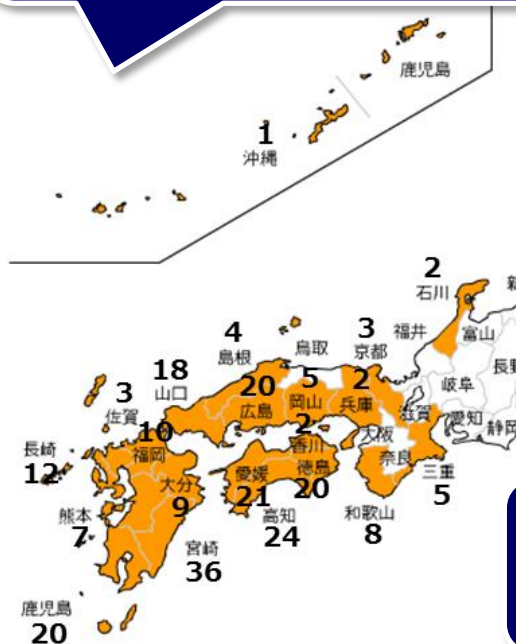 鹿児島
1
沖縄
2
石川
富山
福井
4
島根
鳥取
3
京都
岐阜
18
山口
20
広島
5
岡山
2
兵庫
滋賀
愛知
静岡
3
佐賀
10
福岡
2
香川
大阪
長崎
12
大分
9
愛媛
21
徳島
20
奈良
三重
5
高知
24
和歌山
8
熊本
7
宮崎
36
鹿児島
20